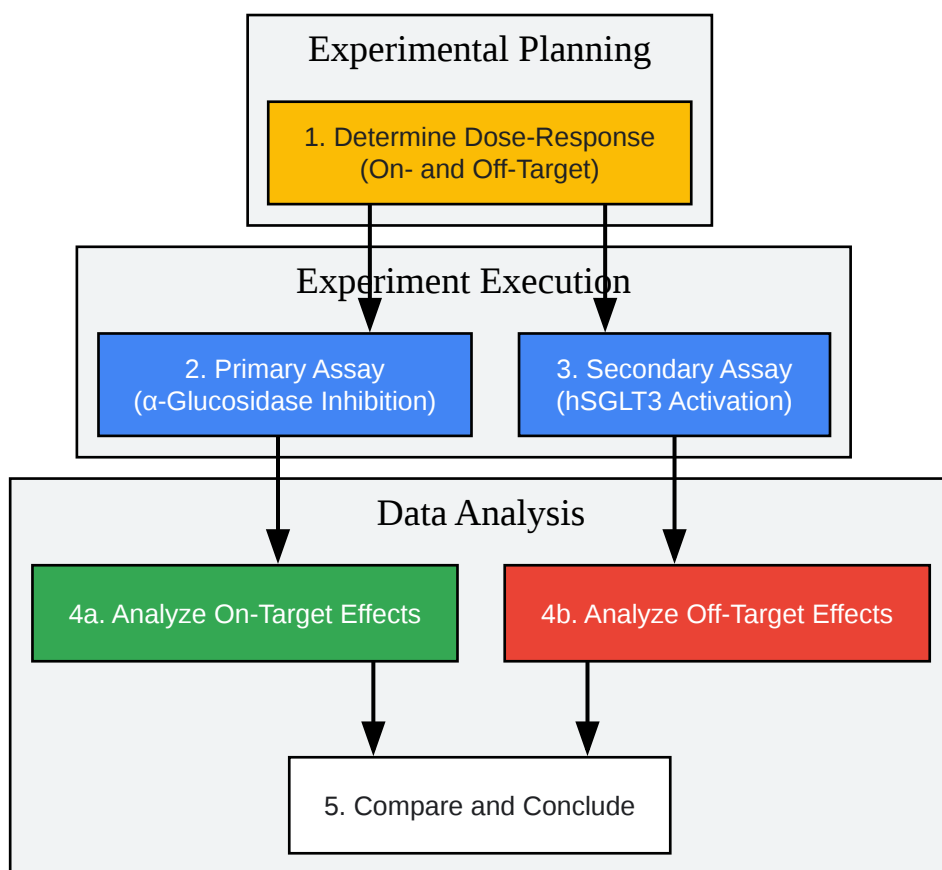 Experimental Planning
1. Determine Dose-Response
(On- and Off-Target)
Experiment Execution
2. Primary Assay
(α-Glucosidase Inhibition)
3. Secondary Assay
(hSGLT3 Activation)
Data Analysis
4a. Analyze On-Target Effects
4b. Analyze Off-Target Effects
5. Compare and Conclude